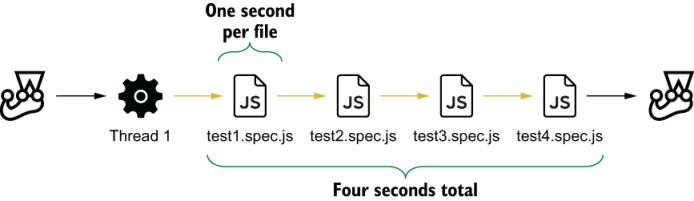 One second
per file
JS
JS
JS
JS
Thread 1
test1.spec.js
test2.spec.js
test3.spec.js
test4.spec.js
Four seconds total